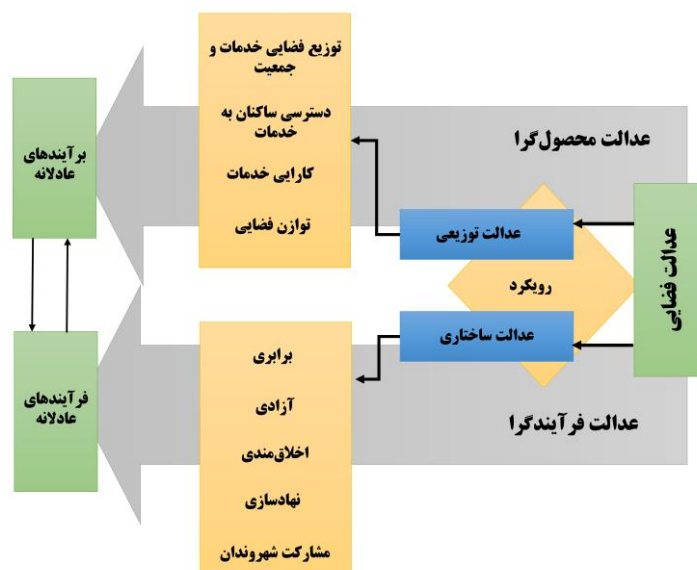 عدالت فضایی
عدالت محصول‌گرا
رویکرد
عدالت توزیعی
عدالت ساختاری
عدالت فرآیندگرا
توزیع فضایی خدمات و
جمعیت
دسترسی ساکنان به
خدمات
کارایی خدمات
توازن فضایی
برابری
آزادی
اخلاق‌مندی
نهادسازی
مشارکت شهروندان
برآیندهای
عادلانه
فرآیندهای
عادلانه